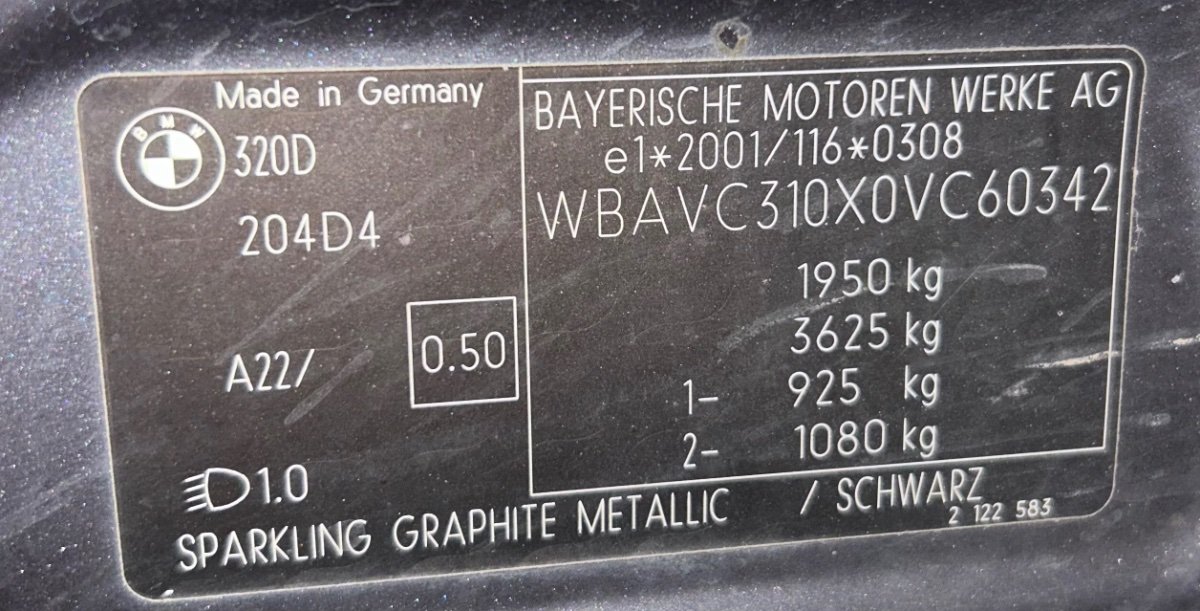 Made in Germany
BMW
320D
204D4
A22/
0.50
1.0
BAYERISCHE MOTOREN WERKE AG
e1*2001/116*0308
WBAVC310X0VC60342
1950 kg
3625 kg
1- 925 kg
2- 1080 kg
SPARKLING GRAPHITE METALLIC / SCHWARZ
2 122 583